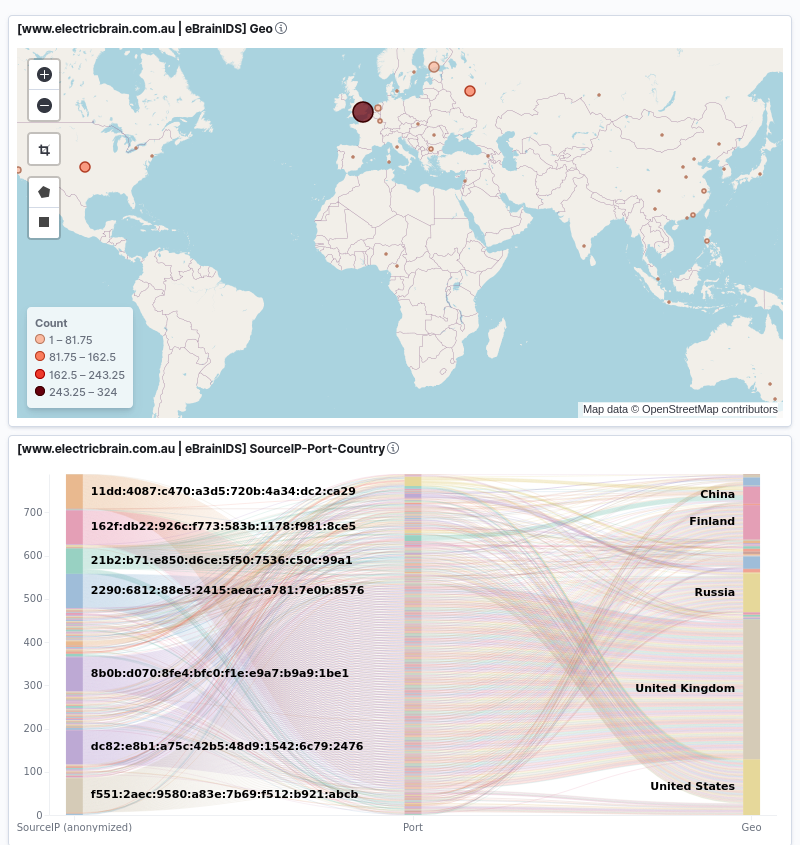 [www.electricbrain.com.au | eBrainIDS] Geo
Count
1 – 81.75
81.75 – 162.5
162.5 – 243.25
243.25 – 324
Map data © OpenStreetMap contributors
[www.electricbrain.com.au | eBrainIDS] SourceIP-Port-Country
11dd:4087:c470:a3d5:720b:4a34:dc2:ca29
China
700
Finland
162f:db22:926c:f773:583b:1178:f981:8ce5
600
21b2:b71:e850:d6ce:5f50:7536:c50c:99a1
2290:6812:88e5:2415:aeac:a781:7e0b:8576
Russia
500
400
8b0b:d070:8fe4:bfc0:f1e:e9a7:b9a9:1be1
United Kingdom
300
200
dc82:e8b1:a75c:42b5:48d9:1542:6c79:2476
100
United States
f551:2aec:9580:a83e:7b69:f512:b921:abcb
0
SourceIP (anonymized)
Port
Geo